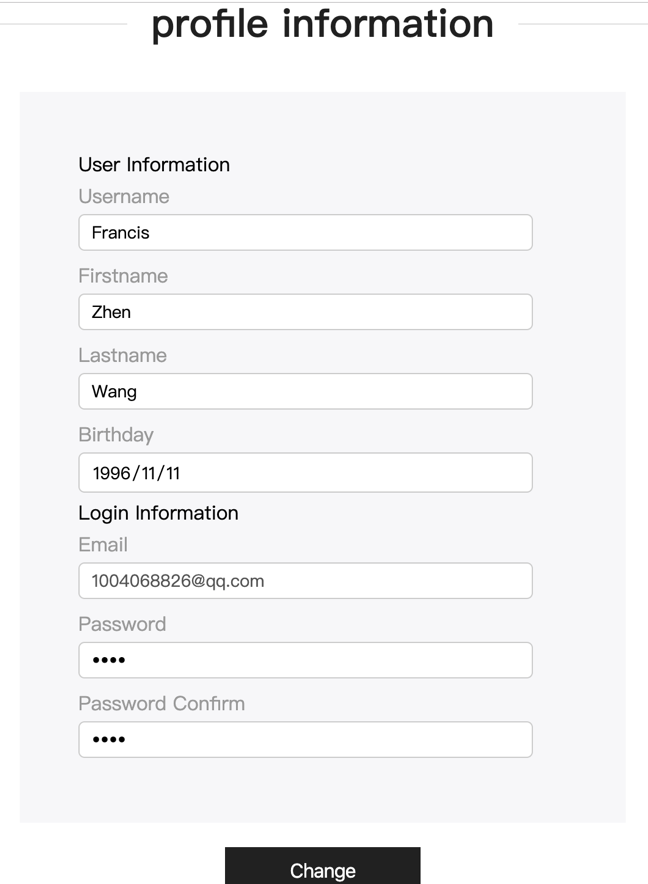 profile information
User Information
Username
Francis
Firstname
Zhen
Lastname
Wang
Birthday
1996/11/11
Login Information
Email
1004068826@qq.com
Password
••••
Password Confirm
••••
Change